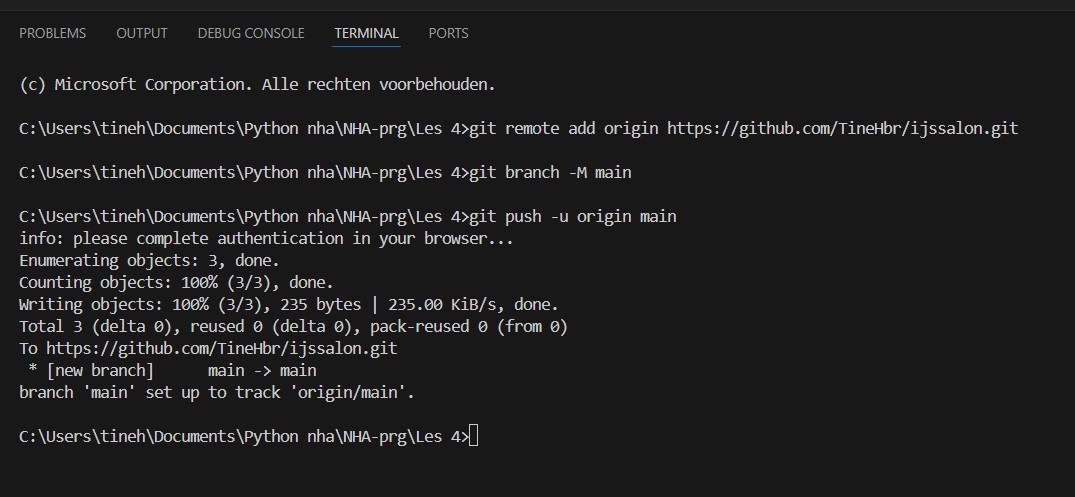 PROBLEMS OUTPUT DEBUG CONSOLE TERMINAL PORTS
(c) Microsoft Corporation. Alle rechten voorbehouden.
C:\Users\tineh\Documents\Python nha\NHA-prg\Les 4>git remote add origin https://github.com/TineHbr/ijssalon.git
C:\Users\tineh\Documents\Python nha\NHA-prg\Les 4>git branch -M main
C:\Users\tineh\Documents\Python nha\NHA-prg\Les 4>git push -u origin main
info: please complete authentication in your browser...
Enumerating objects: 3, done.
Counting objects: 100% (3/3), done.
Writing objects: 100% (3/3), 235 bytes | 235.00 KiB/s, done.
Total 3 (delta 0), reused 0 (delta 0), pack-reused 0 (from 0)
To https://github.com/TineHbr/ijssalon.git
 * [new branch]      main -> main
branch 'main' set up to track 'origin/main'.
C:\Users\tineh\Documents\Python nha\NHA-prg\Les 4>